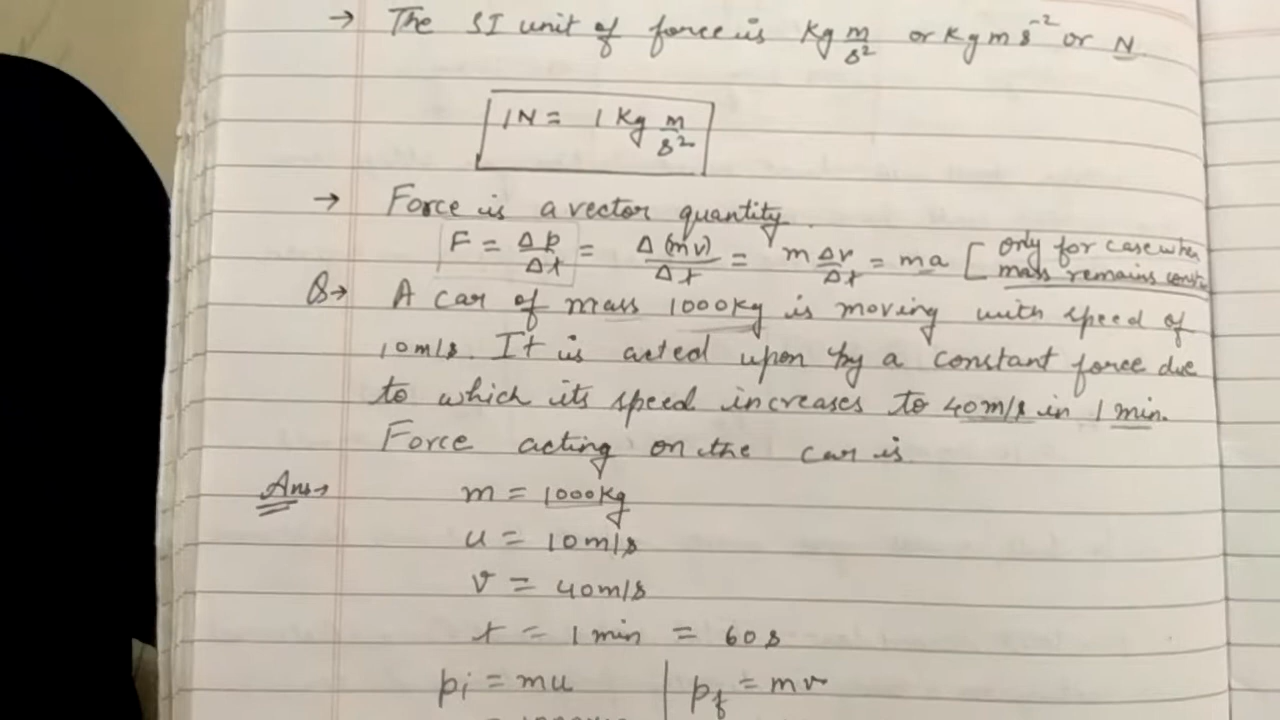 → The SI unit of force is Kg m/s² or Kgms⁻² or N
1N = 1 Kg m/s²
→ Force is a vector quantity.
F = Δp/Δt = Δ(mv)/Δt = m Δv/Δt = ma [only for case when
mass remains
Q→ A car of mass 1000kg is moving with speed of
10m/s. It is acted upon by a constant force due
to which its speed increases to 40m/s in 1 min.
Force acting on the car is
Ans→ m = 1000kg
u = 10m/s
v = 40m/s
t = 1 min = 60s
pi = mu | pf = mv